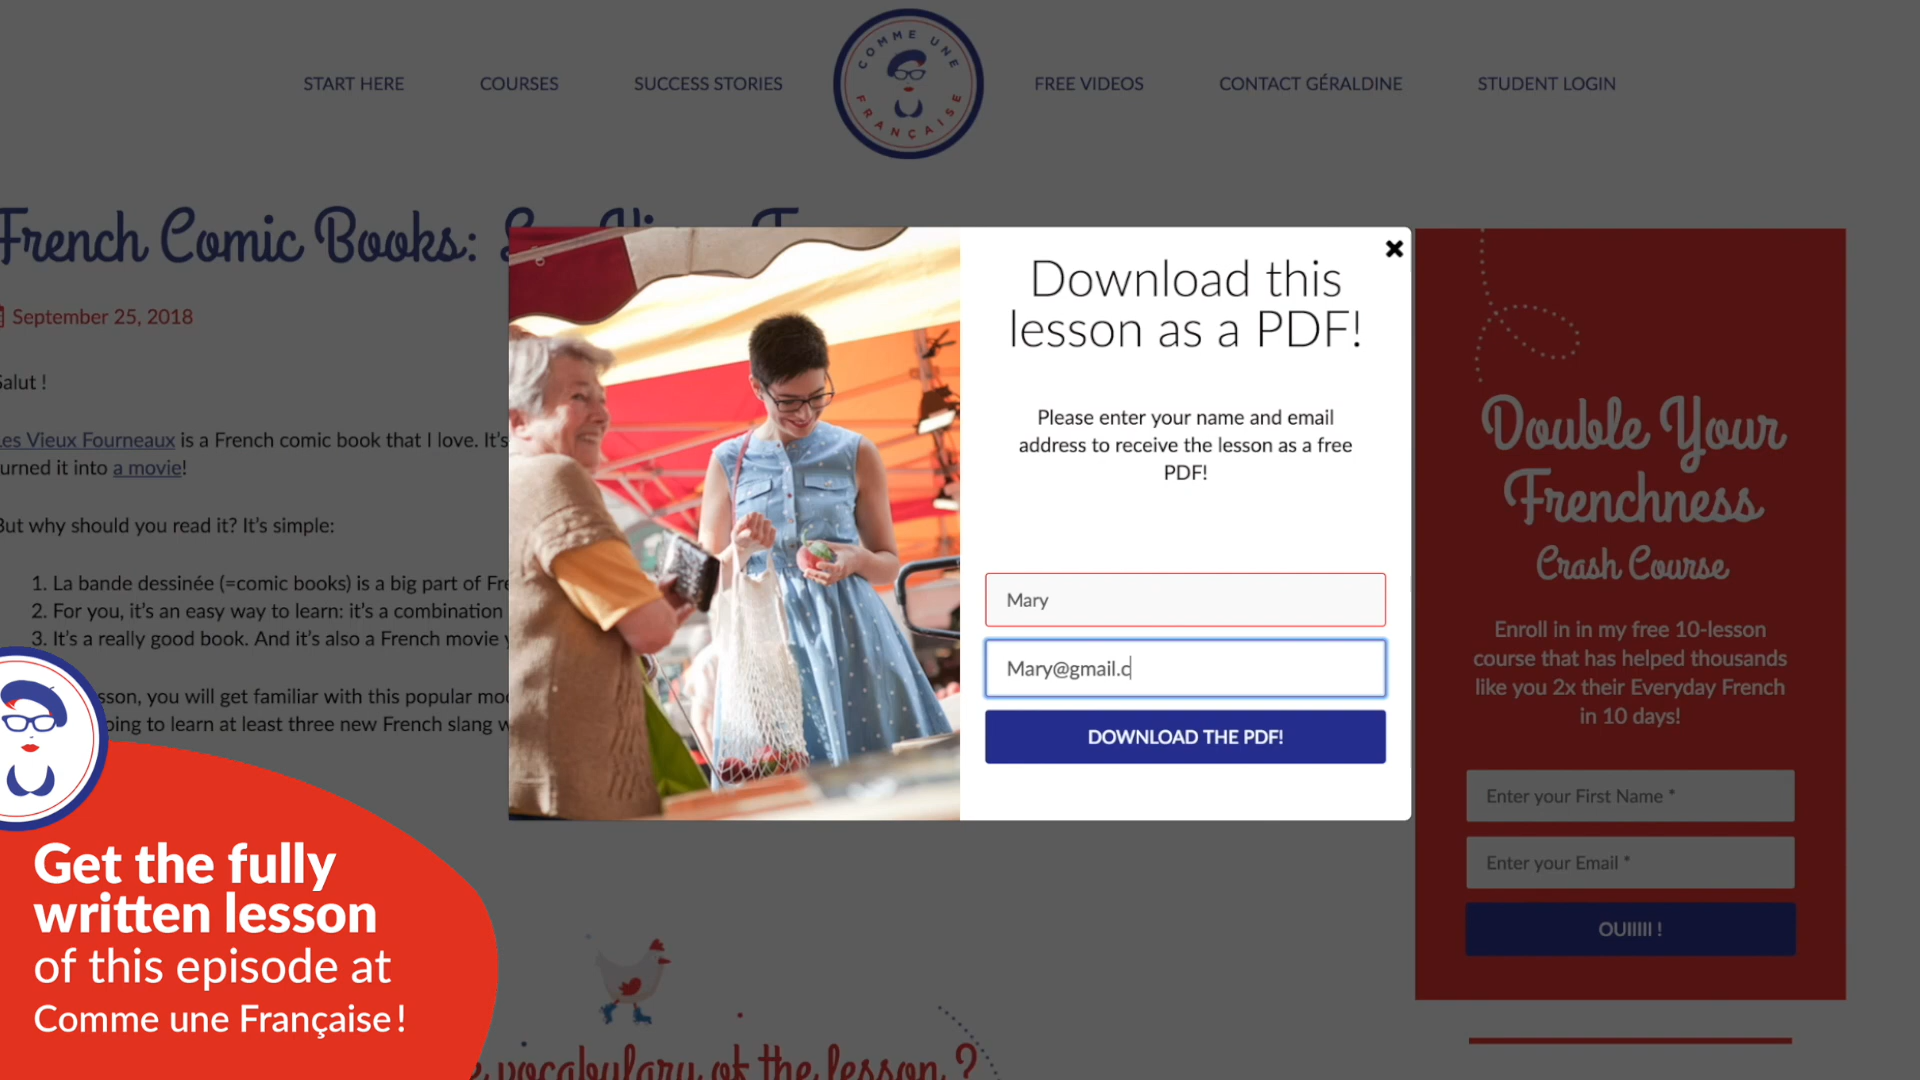 START HERE
COURSES
SUCCESS STORIES
COMME UNE
FRANÇAISE
FREE VIDEOS
CONTACT GÉRALDINE
STUDENT LOGIN
French Comic Books:
September 25, 2018
Salut !
Les Vieux Fourneaux is a French comic book that I love. It's
turned it into a movie!
But why should you read it? It's simple:
1. La bande dessinée (=comic books) is a big part of Fre
2. For you, it's an easy way to learn: it's a combination
3. It's a really good book. And it's also a French movie
sson, you will get familiar with this popular mo
oing to learn at least three new French slang w
Download this
lesson as a PDF!
Please enter your name and email
address to receive the lesson as a free
PDF!
Mary
Mary@gmail.c
DOWNLOAD THE PDF!
Double Your
Frenchness
Crash Course
Enroll in in my free 10-lesson
course that has helped thousands
like you 2x their Everyday French
in 10 days!
Enter your First Name *
Enter your Email *
OUIIIII !
Get the fully
written lesson
of this episode at
Comme une Française !
vocabulary of the lesson ?